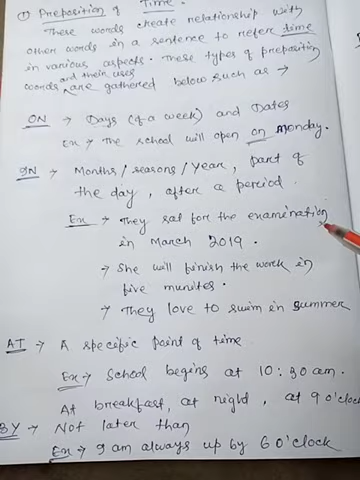 ① Preposition of Time.
These words create relationship with
other words in a sentence to refer time
in various aspects. These types of preposition
and their uses
words are gathered below such as →
ON → Days (of a week) and Dates
Ex → The school will open on monday.
IN → Months/seasons/Year, part of
the day, after a period.
Ex → They sat for the examination
in March 2019.
→ She will finish the work in
five munites.
→ They love to swim in summer
AT → A specific point of time.
Ex → School begins at 10:30 am.
At breakfast, at night, at 9 o'clock
BY → Not later than
Ex → I am always up by 6 o'clock